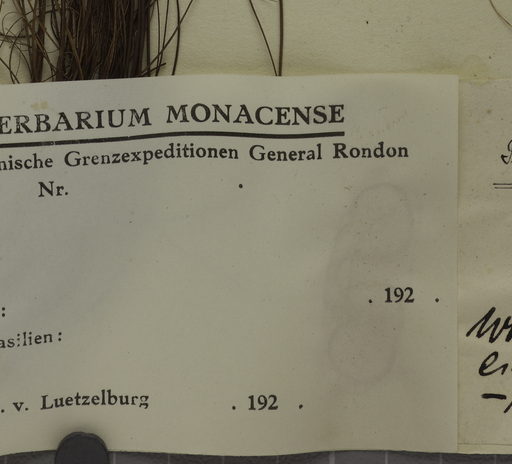 ERBARIUM MONACENSE
nische Grenzexpeditionen General Rondon
Nr. .
. 192 .
:
asilien:
. v. Luetzelburg . 192 .